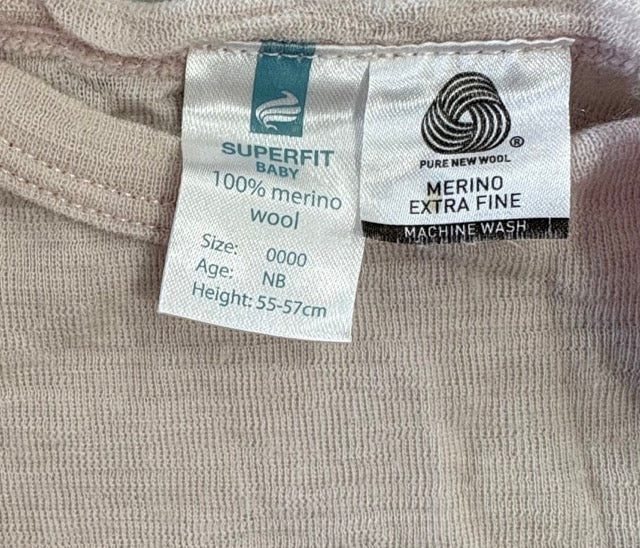 SUPERFIT
BABY
100% merino
wool
Size: 0000
Age: NB
Height: 55-57cm
®
PURE NEW WOOL
MERINO
EXTRA FINE
MACHINE WASH